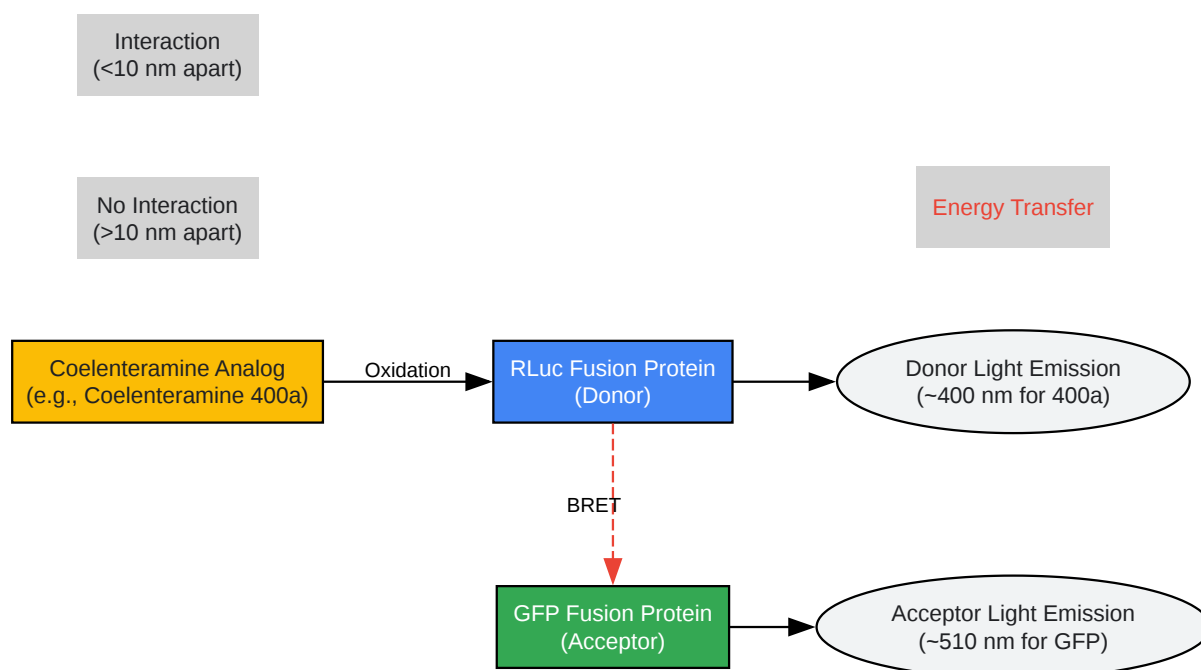 Interaction
(<10 nm apart)
No Interaction
(>10 nm apart)
Energy Transfer
Coelenteramine Analog
(e.g., Coelenteramine 400a)
Oxidation
RLuc Fusion Protein
(Donor)
Donor Light Emission
(~400 nm for 400a)
BRET
GFP Fusion Protein
(Acceptor)
Acceptor Light Emission
(~510 nm for GFP)